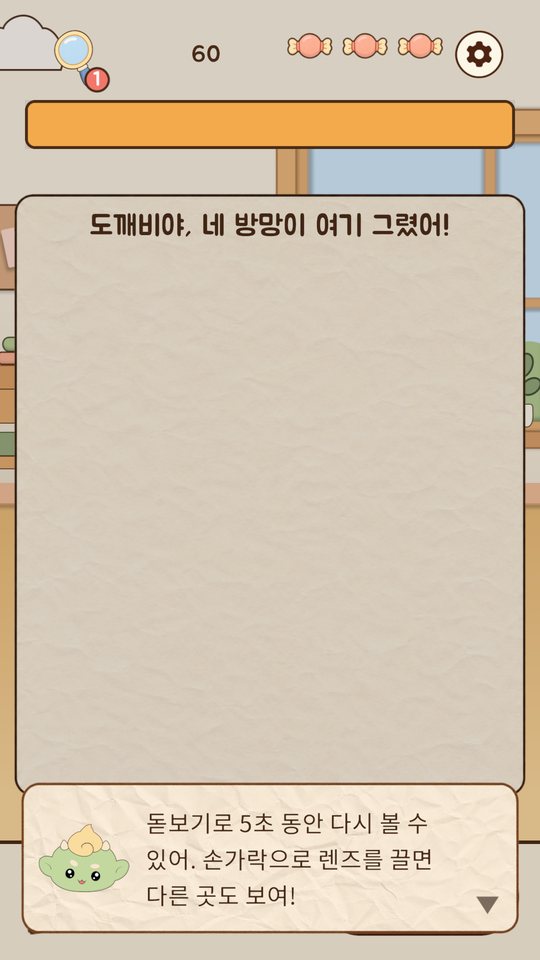 1
60
도깨비야, 네 방망이 여기 그렸어!
돋보기로 5초 동안 다시 볼 수
있어. 손가락으로 렌즈를 끌면
다른 곳도 보여!